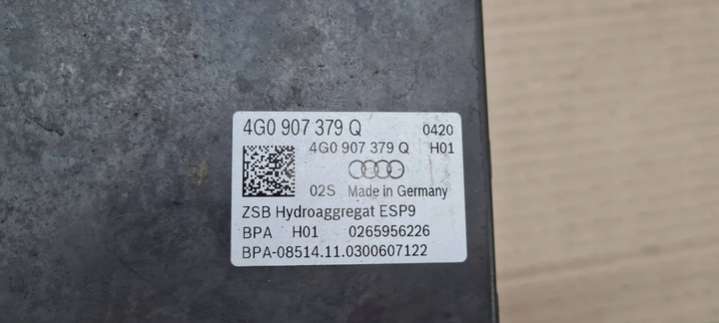 4G0 907 379 Q 0420
4G0 907 379 Q H01
02S Made in Germany
ZSB Hydroaggregat ESP9
BPA H01 0265956226
BPA-08514.11.0300607122